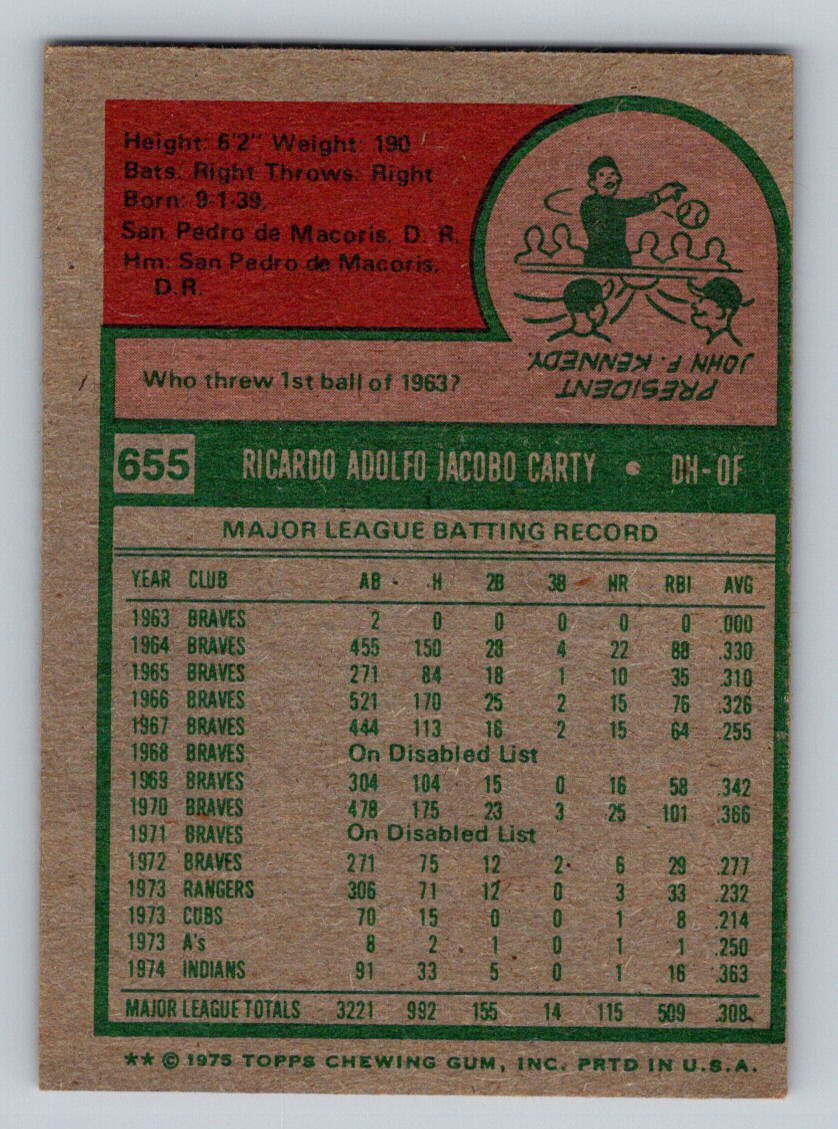 Height: 6'2" Weight: 190
Bats: Right Throws: Right
Born: 9-1-39,
San Pedro de Macoris, D. R.
Hm: San Pedro de Macoris,
D.R.
Who threw 1st ball of 1963?
PRESIDENT
JOHN F. KENNEDY.
655 RICARDO ADOLFO JACOBO CARTY • DH-OF
MAJOR LEAGUE BATTING RECORD
YEAR CLUB AB H 2B 3B HR RBI AVG
1963 BRAVES 2 0 0 0 0 0 .000
1964 BRAVES 455 150 28 4 22 88 .330
1965 BRAVES 271 84 18 1 10 35 .310
1966 BRAVES 521 170 25 2 15 76 .326
1967 BRAVES 444 113 16 2 15 64 .255
1968 BRAVES On Disabled List
1969 BRAVES 304 104 15 0 16 58 .342
1970 BRAVES 478 175 23 3 25 101 .366
1971 BRAVES On Disabled List
1972 BRAVES 271 75 12 2 6 29 .277
1973 RANGERS 306 71 12 0 3 33 .232
1973 CUBS 70 15 0 0 1 8 .214
1973 A's 8 2 1 0 1 1 .250
1974 INDIANS 91 33 5 0 1 16 .363
MAJOR LEAGUE TOTALS 3221 992 155 14 115 509 .308
** © 1975 TOPPS CHEWING GUM, INC. PRTD IN U.S.A.